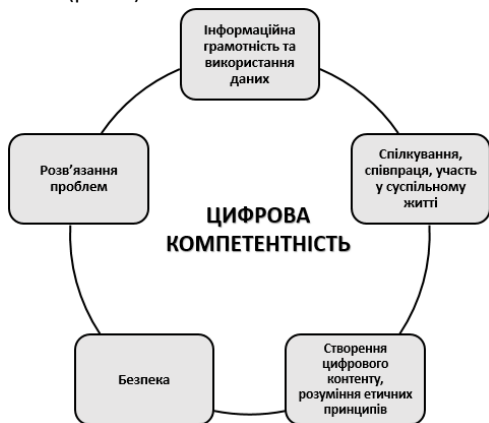 Інформаційна
грамотність та
використання
даних
Спілкування,
співпраця, участь
у суспільному
житті
Розв’язання
проблем
ЦИФРОВА
КОМПЕТЕНТНІСТЬ
Створення
цифрового
контенту,
розуміння етичних
принципів
Безпека